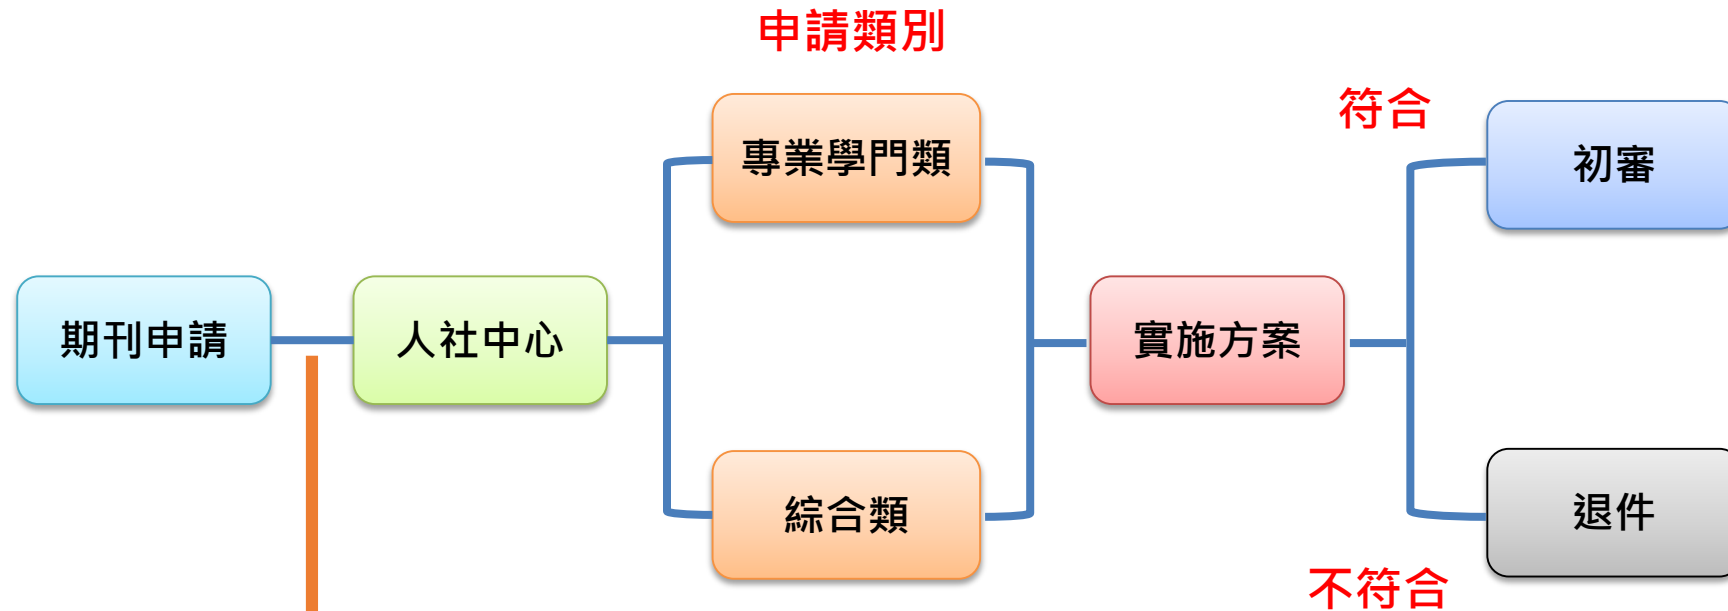 申請類別
符合
專業學門類
初審
期刊申請
人社中心
實施方案
綜合類
退件
不符合